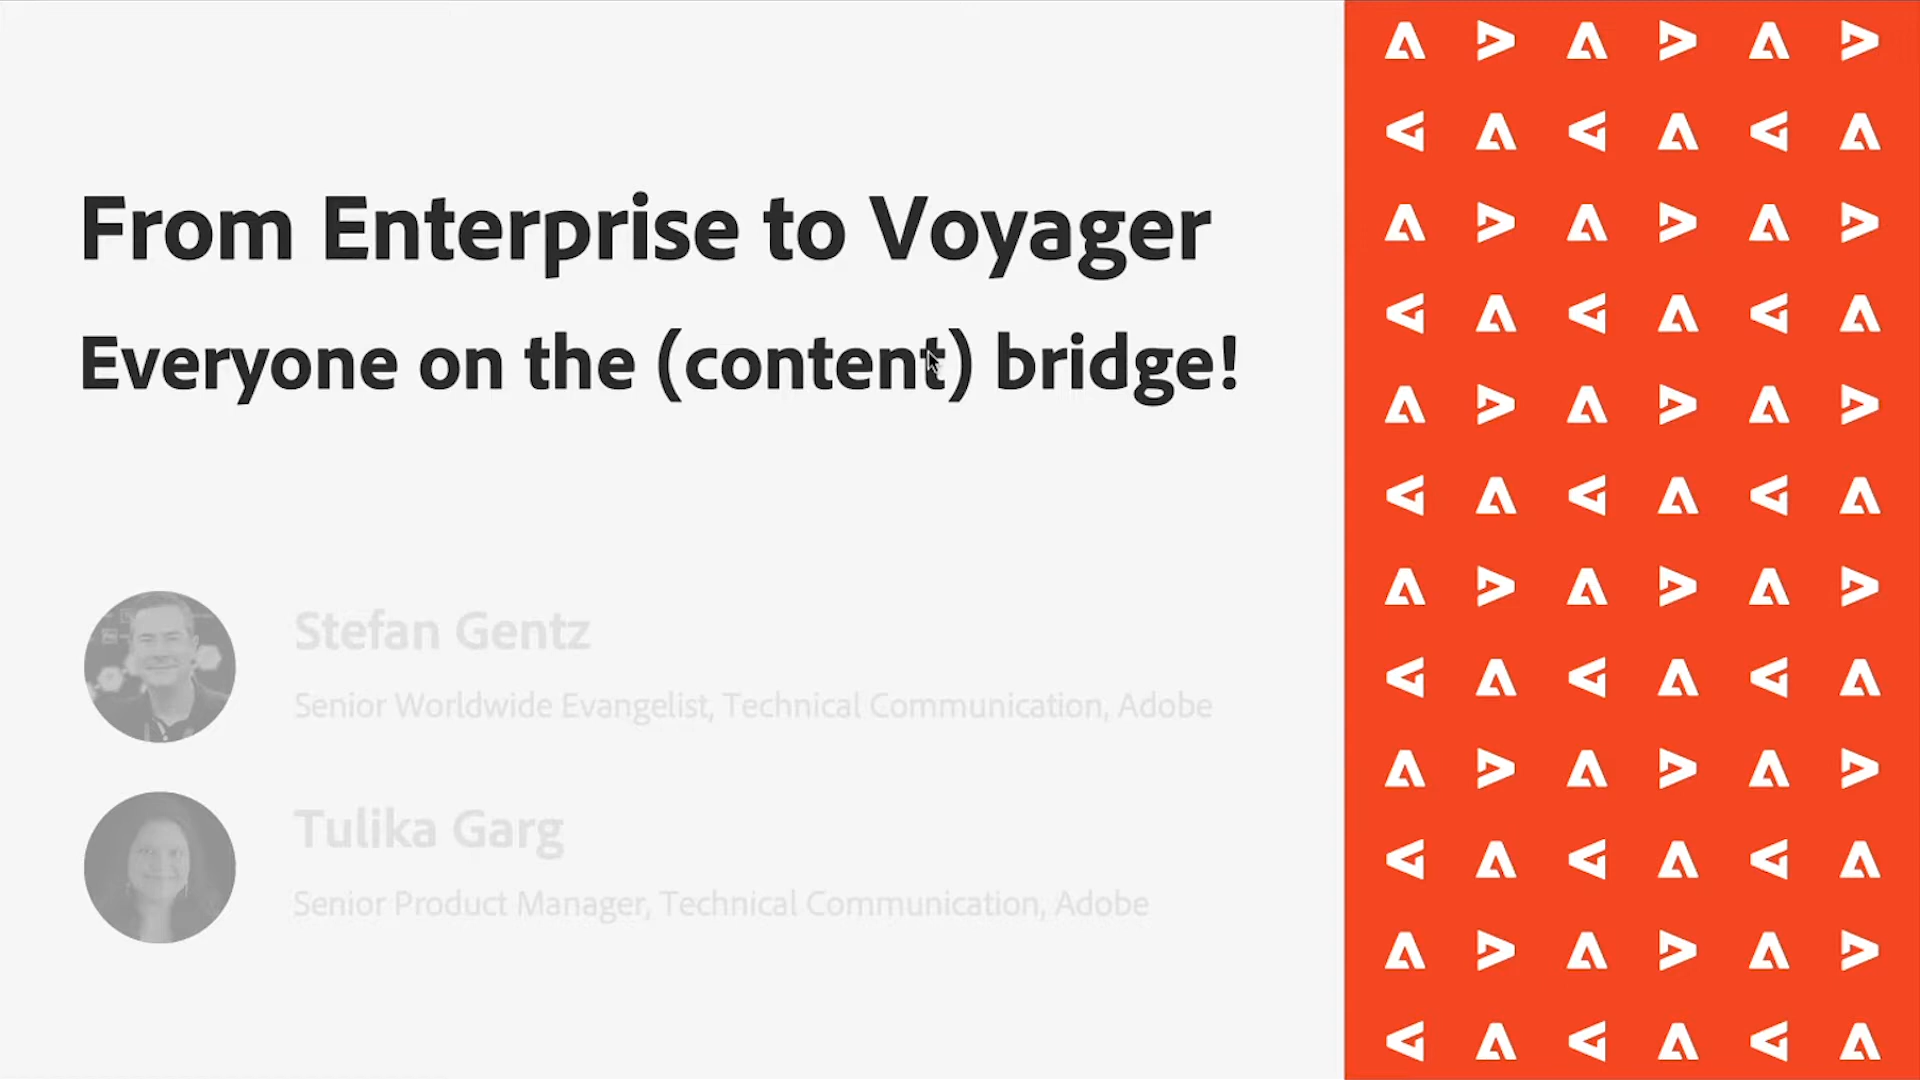 From Enterprise to Voyager
Everyone on the (content) bridge!
Stefan Gentz
Senior Worldwide Evangelist, Technical Communication, Adobe
Tulika Garg
Senior Product Manager, Technical Communication, Adobe